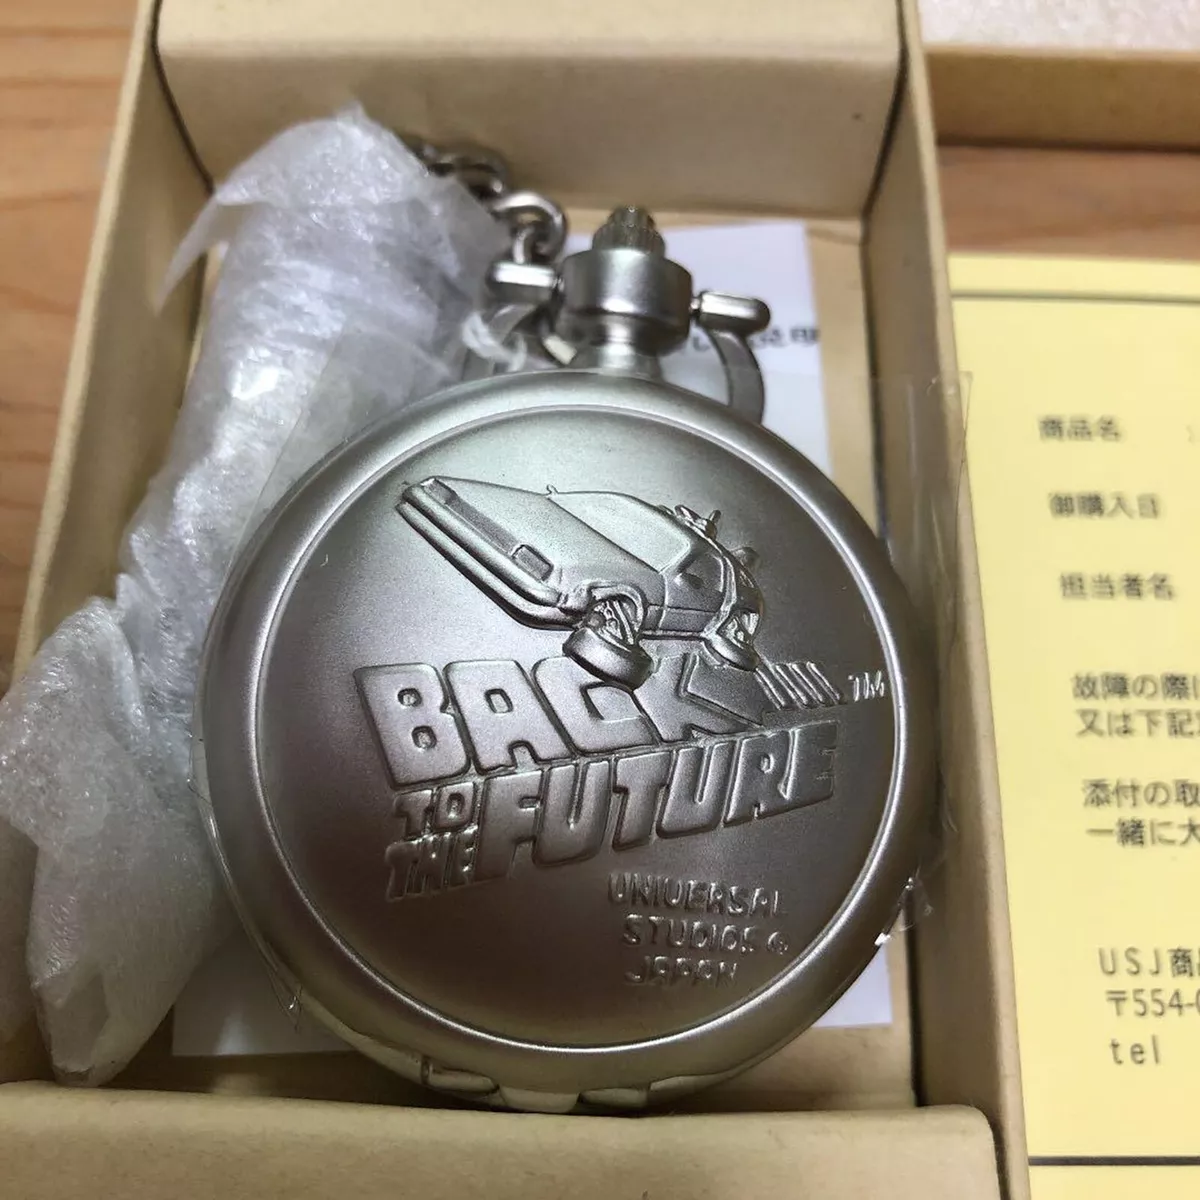 BACK TM
TO
THE FUTURE
UNIVERSAL
STUDIOS
JAPAN
商品名
御購入日
担当者名
故障の際に
又は下記
添付の取
一緒に大
USJ商品
〒554-0
tel